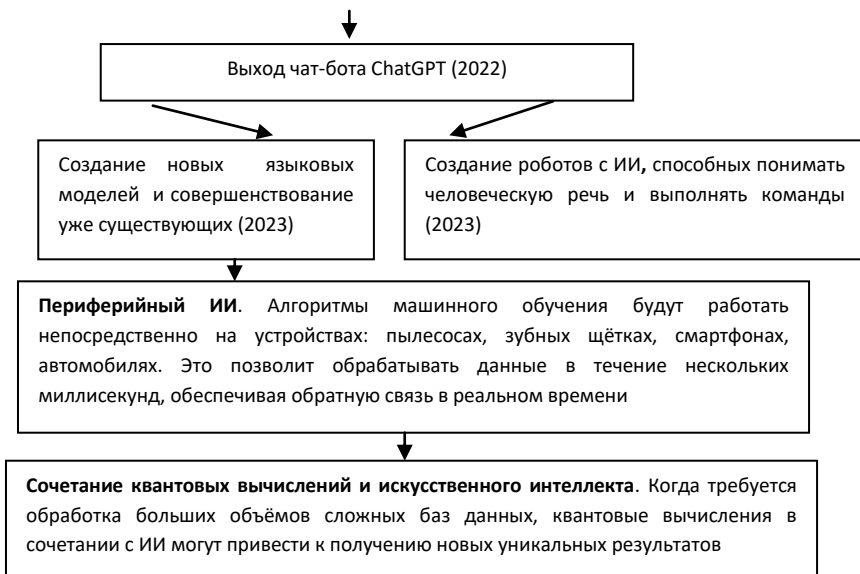 Выход чат-бота ChatGPT (2022)
Создание новых языковых
моделей и совершенствование
уже существующих (2023)
Создание роботов с ИИ, способных понимать
человеческую речь и выполнять команды
(2023)
Периферийный ИИ. Алгоритмы машинного обучения будут работать
непосредственно на устройствах: пылесосах, зубных щётках, смартфонах,
автомобилях. Это позволит обрабатывать данные в течение нескольких
миллисекунд, обеспечивая обратную связь в реальном времени
Сочетание квантовых вычислений и искусственного интеллекта. Когда требуется
обработка больших объёмов сложных баз данных, квантовые вычисления в
сочетании с ИИ могут привести к получению новых уникальных результатов